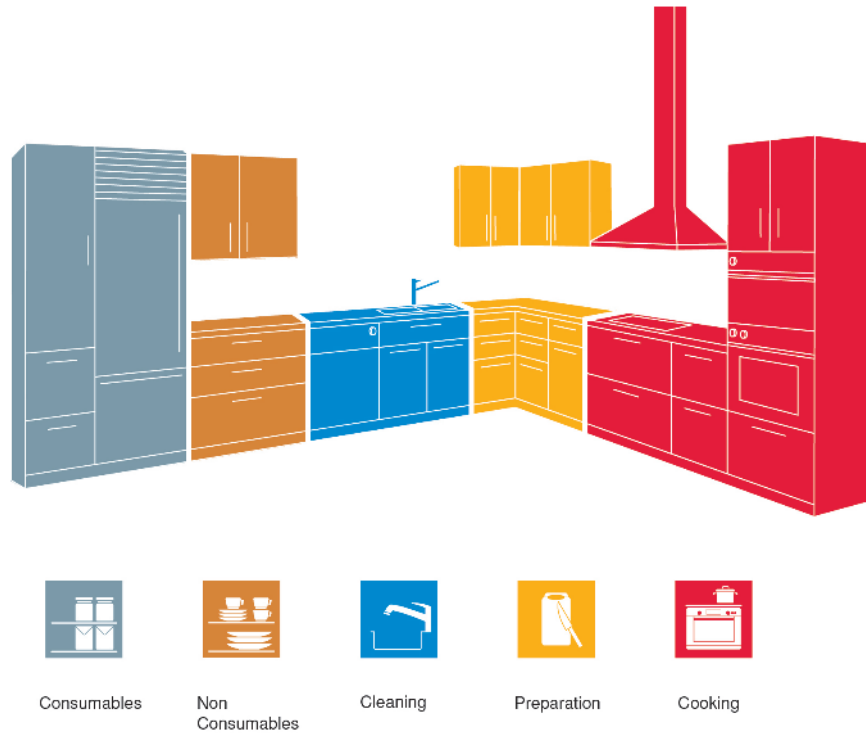 Consumables
Non
Consumables
Cleaning
Preparation
Cooking